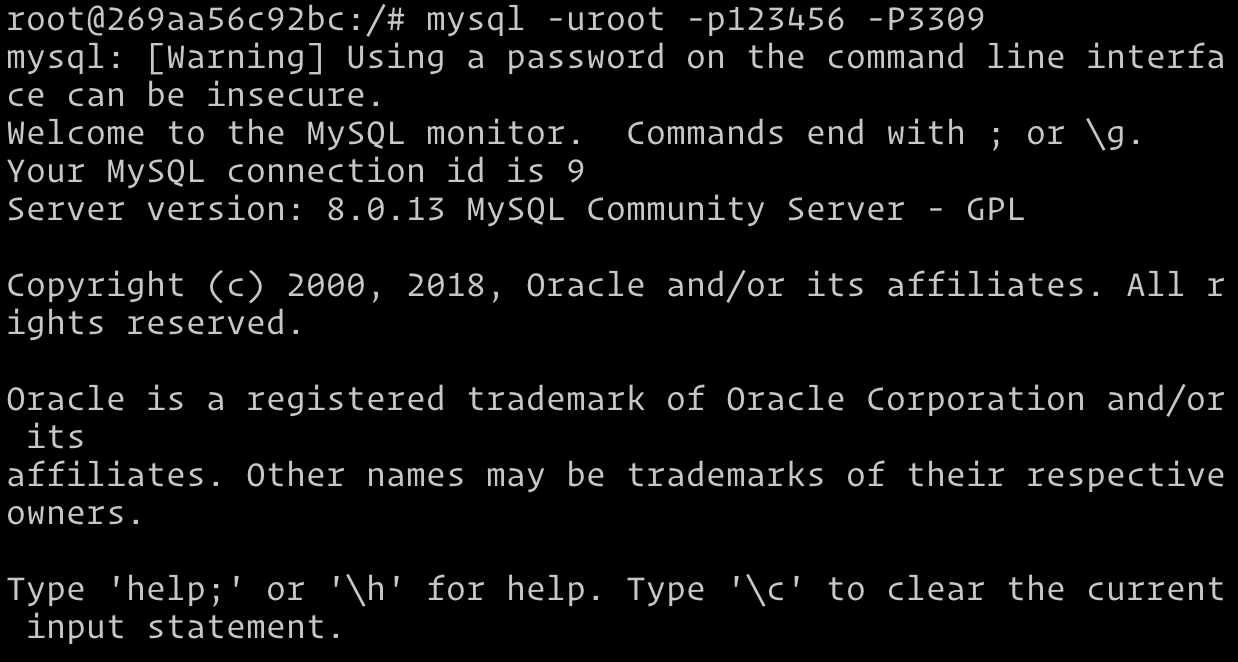 root@269aa56c92bc:/# mysql -uroot -p123456 -P3309
mysql: [Warning] Using a password on the command line interfa
ce can be insecure.
Welcome to the MySQL monitor.  Commands end with ; or \g.
Your MySQL connection id is 9
Server version: 8.0.13 MySQL Community Server - GPL

Copyright (c) 2000, 2018, Oracle and/or its affiliates. All r
ights reserved.

Oracle is a registered trademark of Oracle Corporation and/or
 its
affiliates. Other names may be trademarks of their respective
owners.

Type 'help;' or '\h' for help. Type '\c' to clear the current
 input statement.